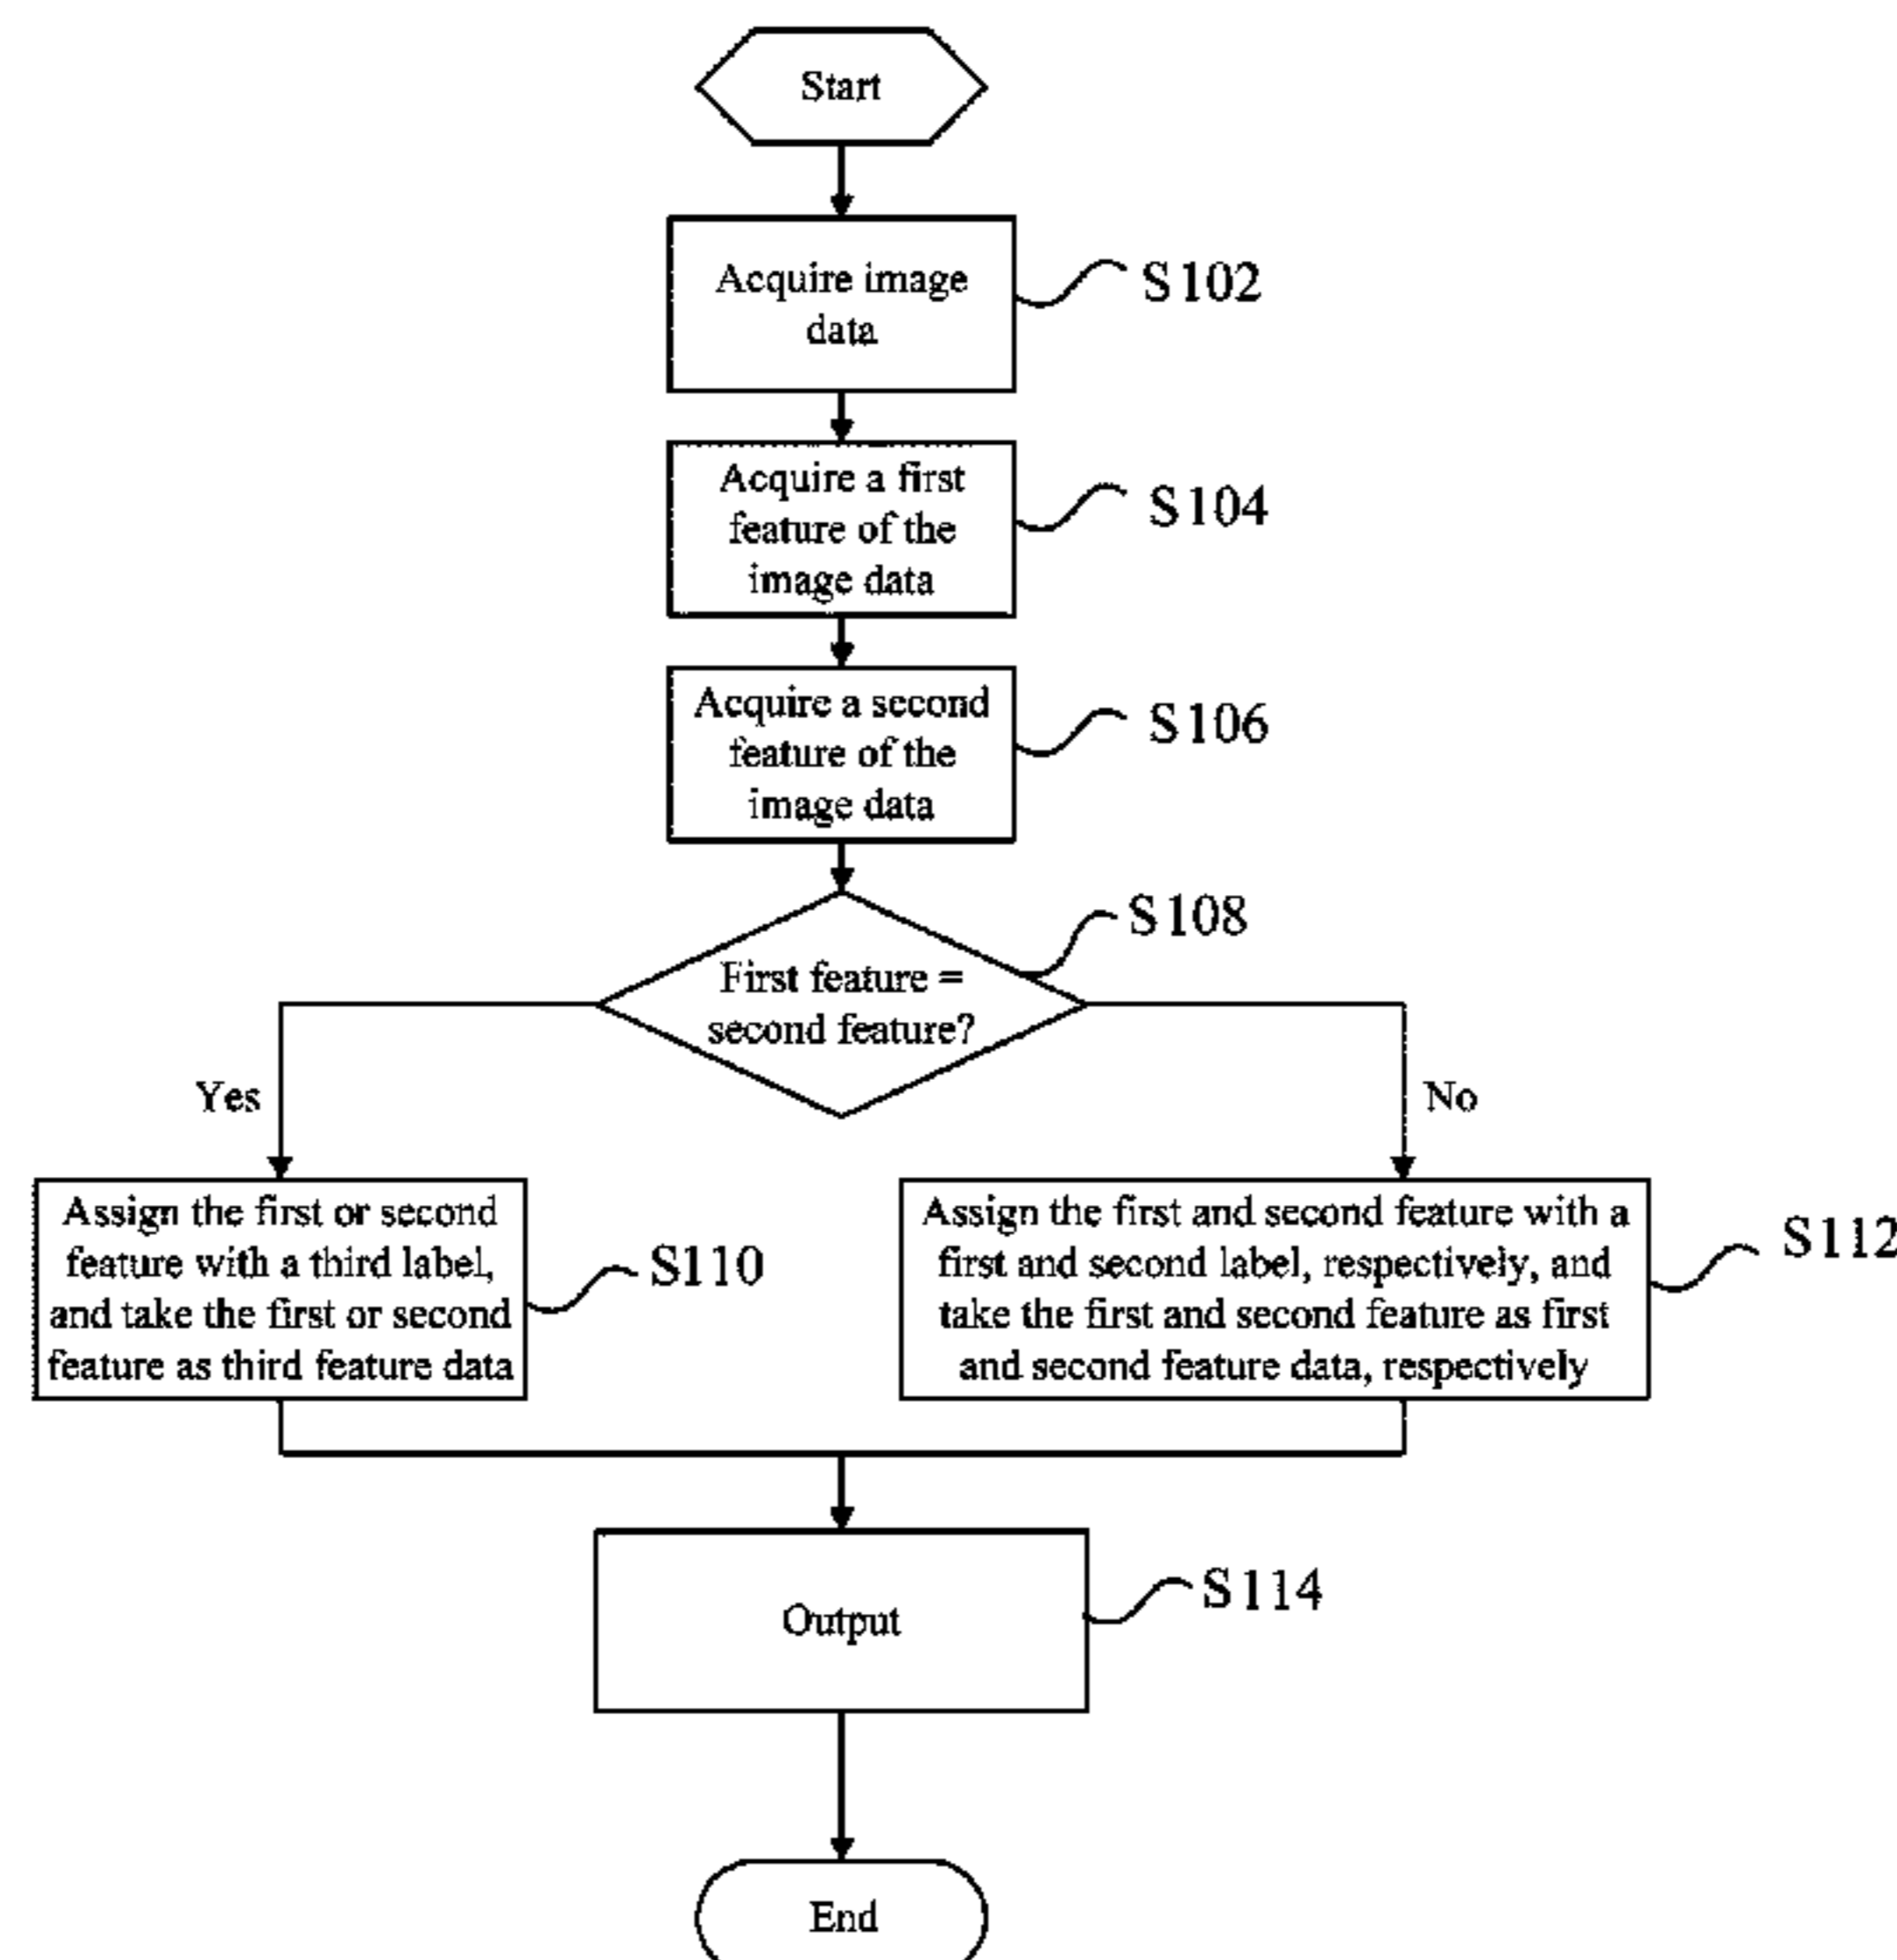 Start
Acquire image
data
S102
Acquire a first
feature of the
image data
S104
Acquire a second
feature of the
image data
S106
First feature =
second feature?
S108
Yes
No
Assign the first or second
feature with a third label,
and take the first or second
feature as third feature data
S110
Assign the first and second feature with a
first and second label, respectively, and
take the first and second feature as first
and second feature data, respectively
S112
Output
S114
End